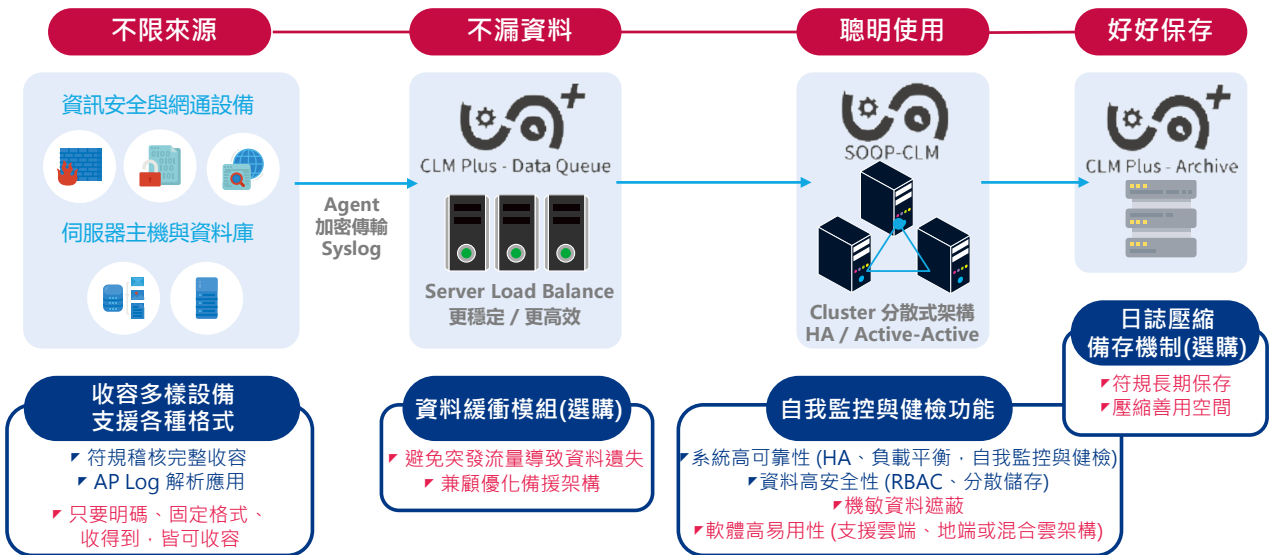 不限來源
不漏資料
聰明使用
好好保存
資訊安全與網通設備
伺服器主機與資料庫
Agent
加密傳輸
Syslog
CLM Plus - Data Queue
Server Load Balance
更穩定 / 更高效
SOOP-CLM
Cluster 分散式架構
HA / Active-Active
CLM Plus - Archive
收容多樣設備
支援各種格式
符規稽核完整收容
AP Log 解析應用
只要明碼、固定格式、
收得到，皆可收容
資料緩衝模組(選購)
避免突發流量導致資料遺失
兼顧優化備援架構
自我監控與健檢功能
系統高可靠性 (HA、負載平衡，自我監控與健檢)
資料高安全性 (RBAC、分散儲存)
機敏資料遮蔽
軟體高易用性 (支援雲端、地端或混合雲架構)
日誌壓縮
備存機制(選購)
符規長期保存
壓縮善用空間